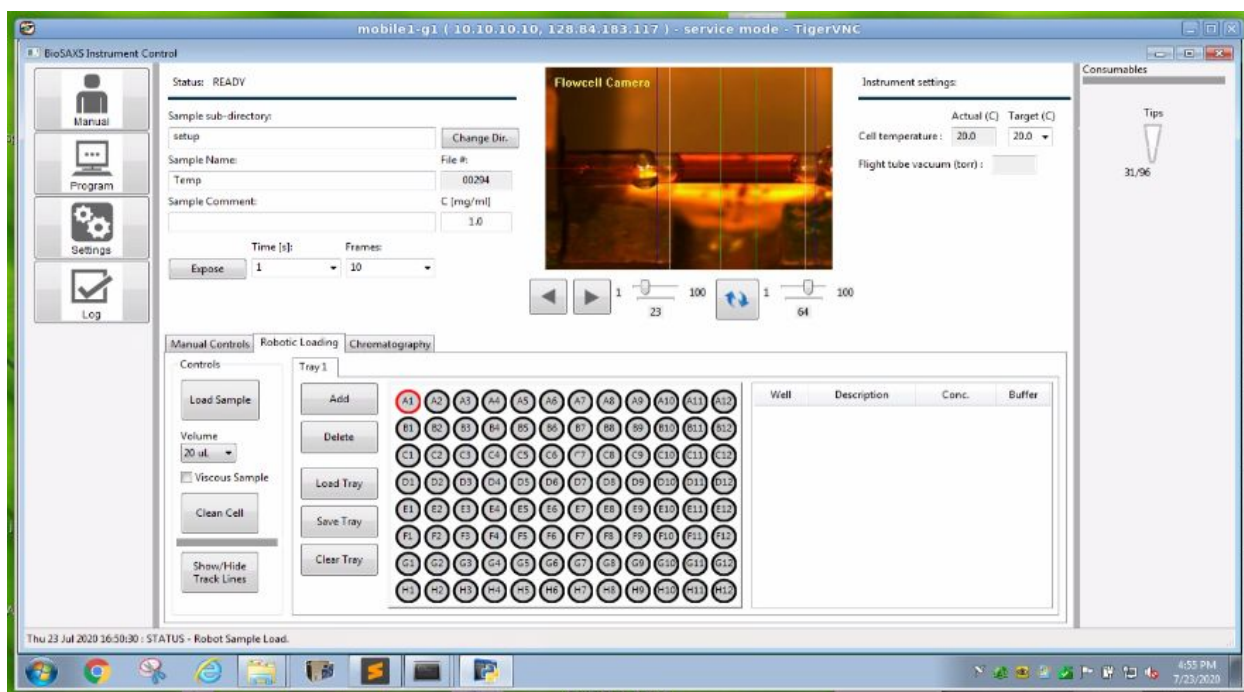 mobile1-g1 ( 10.10.10.10, 128.84.183.117 ) - service mode - TigerVNC
BioSAXS Instrument Control
Manual
Program
Settings
Log
Status: READY
Sample sub-directory:
setup
Change Dir.
Sample Name:
File #:
Temp
00294
Sample Comment:
C [mg/ml]
1.0
Time [s]:
Frames:
Expose
1
10
Flowcell Camera
1
100
23
1
100
64
Instrument settings:
Actual (C)
Target (C)
Cell temperature :
20.0
20.0
Flight tube vacuum (torr) :
Consumables
Tips
31/96
Manual Controls
Robotic Loading
Chromatography
Controls
Load Sample
Volume
20 uL
Viscous Sample
Clean Cell
Show/Hide
Track Lines
Tray 1
Add
Delete
Load Tray
Save Tray
Clear Tray
A1 A2 A3 A4 A5 A6 A7 A8 A9 A10 A11 A12
B1 B2 B3 B4 B5 B6 B7 B8 B9 B10 B11 B12
C1 C2 C3 C4 C5 C6 C7 C8 C9 C10 C11 C12
D1 D2 D3 D4 D5 D6 D7 D8 D9 D10 D11 D12
E1 E2 E3 E4 E5 E6 E7 E8 E9 E10 E11 E12
F1 F2 F3 F4 F5 F6 F7 F8 F9 F10 F11 F12
G1 G2 G3 G4 G5 G6 G7 G8 G9 G10 G11 G12
H1 H2 H3 H4 H5 H6 H7 H8 H9 H10 H11 H12
Well
Description
Conc.
Buffer
Thu 23 Jul 2020 16:50:30 : STATUS - Robot Sample Load.
4:55 PM
7/23/2020